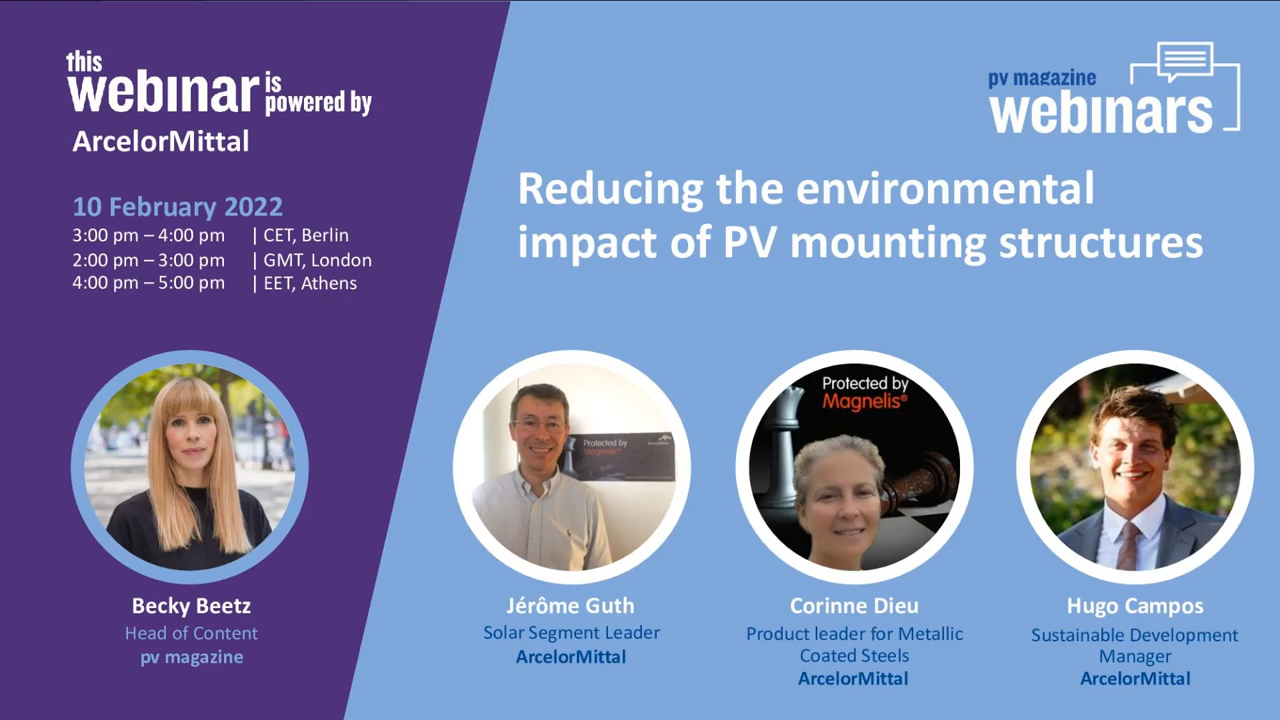 this
webinar is
powered by
ArcelorMittal
10 February 2022
3:00 pm – 4:00 pm | CET, Berlin
2:00 pm – 3:00 pm | GMT, London
4:00 pm – 5:00 pm | EET, Athens
pv magazine
webinars
Reducing the environmental
impact of PV mounting structures
Protected by
Magnelis®
Protected by
Magnelis®
Becky Beetz
Head of Content
pv magazine
Jérôme Guth
Solar Segment Leader
ArcelorMittal
Corinne Dieu
Product leader for Metallic
Coated Steels
ArcelorMittal
Hugo Campos
Sustainable Development
Manager
ArcelorMittal